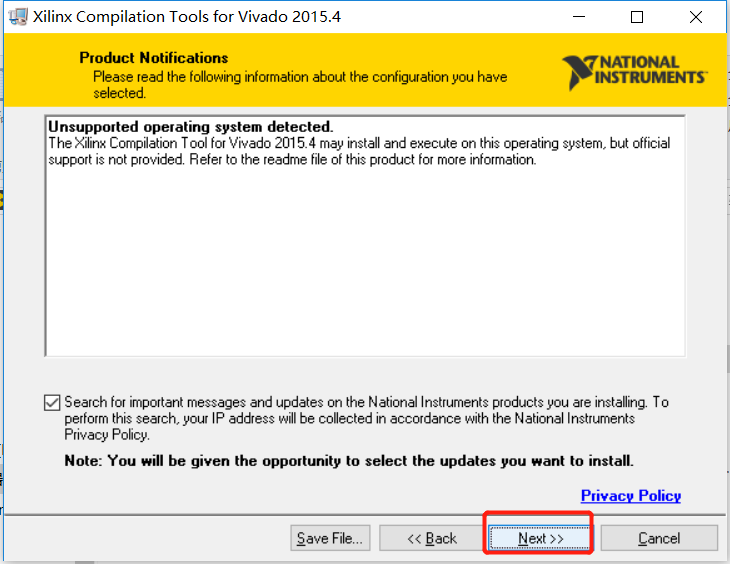 Xilinx Compilation Tools for Vivado 2015.4
Product Notifications
Please read the following information about the configuration you have
selected.
NATIONAL
INSTRUMENTS
Unsupported operating system detected.
The Xilinx Compilation Tool for Vivado 2015.4 may install and execute on this operating system, but official
support is not provided. Refer to the readme file of this product for more information.
Search for important messages and updates on the National Instruments products you are installing. To
perform this search, your IP address will be collected in accordance with the National Instruments
Privacy Policy.
Note: You will be given the opportunity to select the updates you want to install.
Privacy Policy
Save File... << Back Next >> Cancel